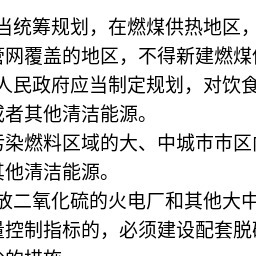 当统筹规划，在燃煤供热地区，
管网覆盖的地区，不得新建燃煤
人民政府应当制定规划，对饮食
或者其他清洁能源。
污染燃料区域的大、中城市市区
其他清洁能源。
放二氧化硫的火电厂和其他大中
量控制指标的，必须建设配套脱